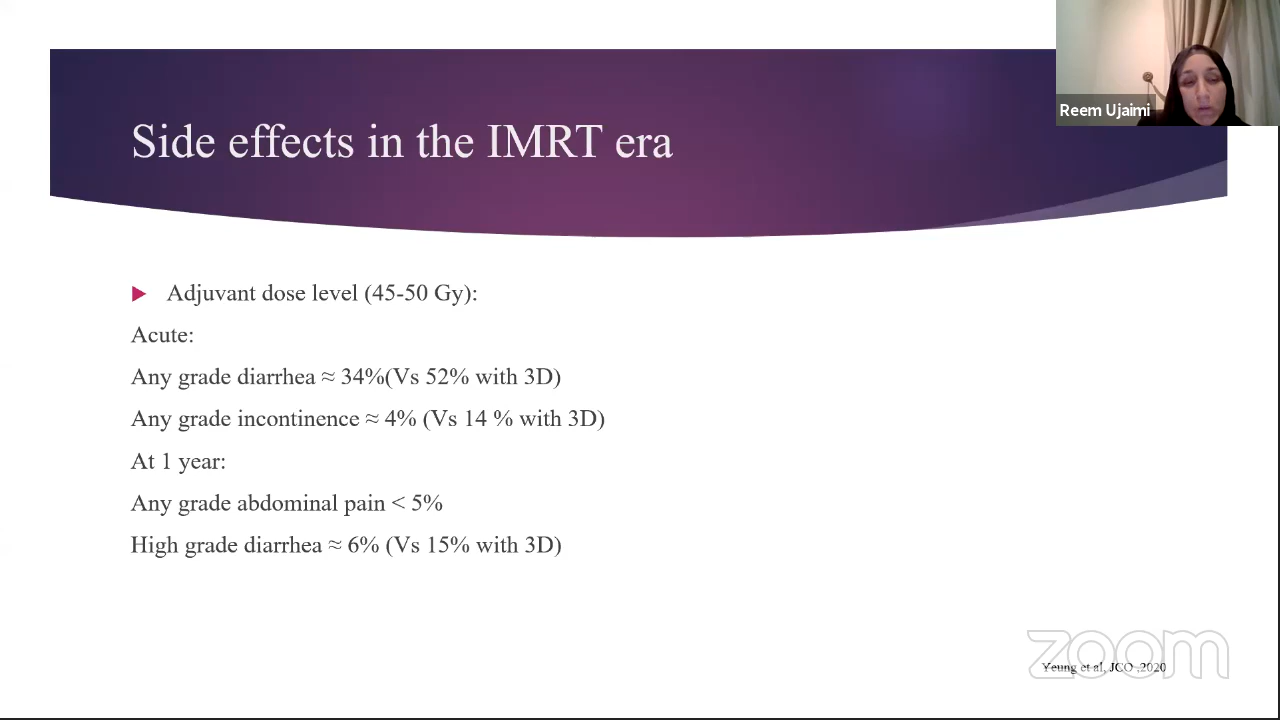 Reem Ujaimi
Side effects in the IMRT era
Adjuvant dose level (45-50 Gy):
Acute:
Any grade diarrhea ≈ 34%(Vs 52% with 3D)
Any grade incontinence ≈ 4% (Vs 14 % with 3D)
At 1 year:
Any grade abdominal pain < 5%
High grade diarrhea ≈ 6% (Vs 15% with 3D)
zoom
Yeung et al, JCO ,2020